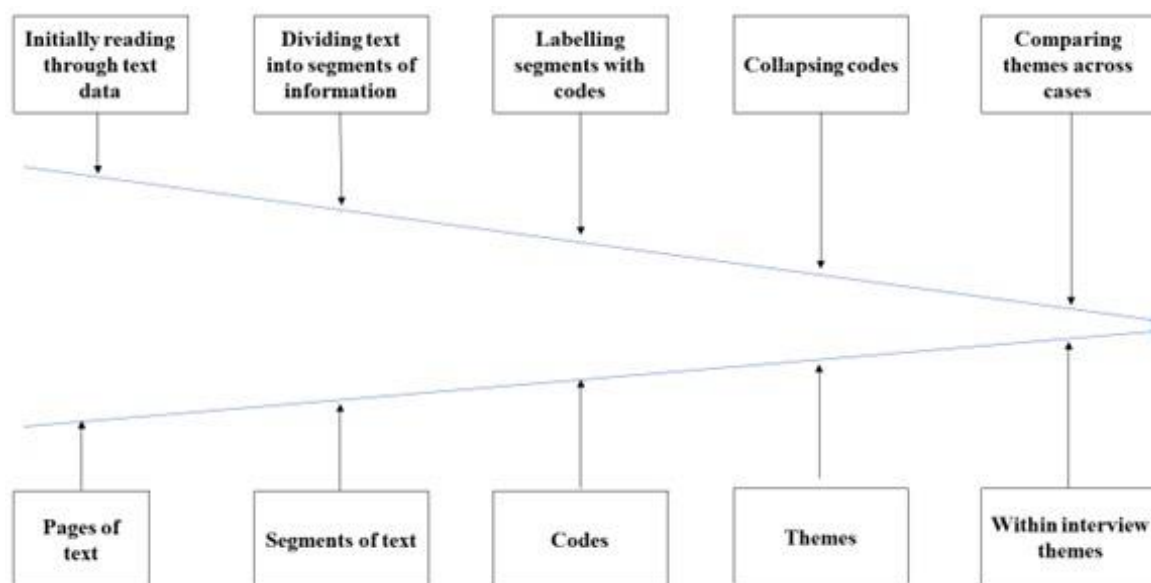 Initially reading
through text
data
Dividing text
into segments of
information
Labelling
segments with
codes
Collapsing codes
Comparing
themes across
cases
Pages of
text
Segments of text
Codes
Themes
Within interview
themes